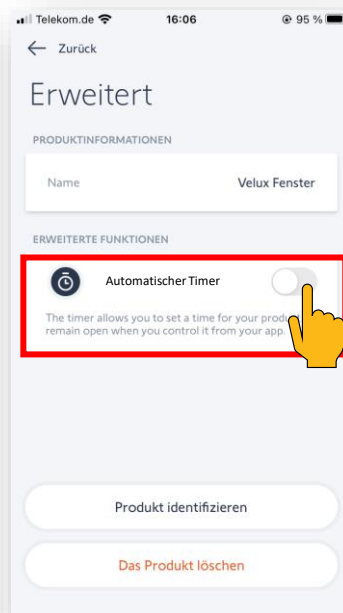 Telekom.de 16:06 95 %
Zurück
Erweitert
PRODUKTINFORMATIONEN
Name Velux Fenster
ERWEITERTE FUNKTIONEN
Automatischer Timer
The timer allows you to set a time for your
remain open when you control it from your app.
Produkt identifizieren
Das Produkt löschen